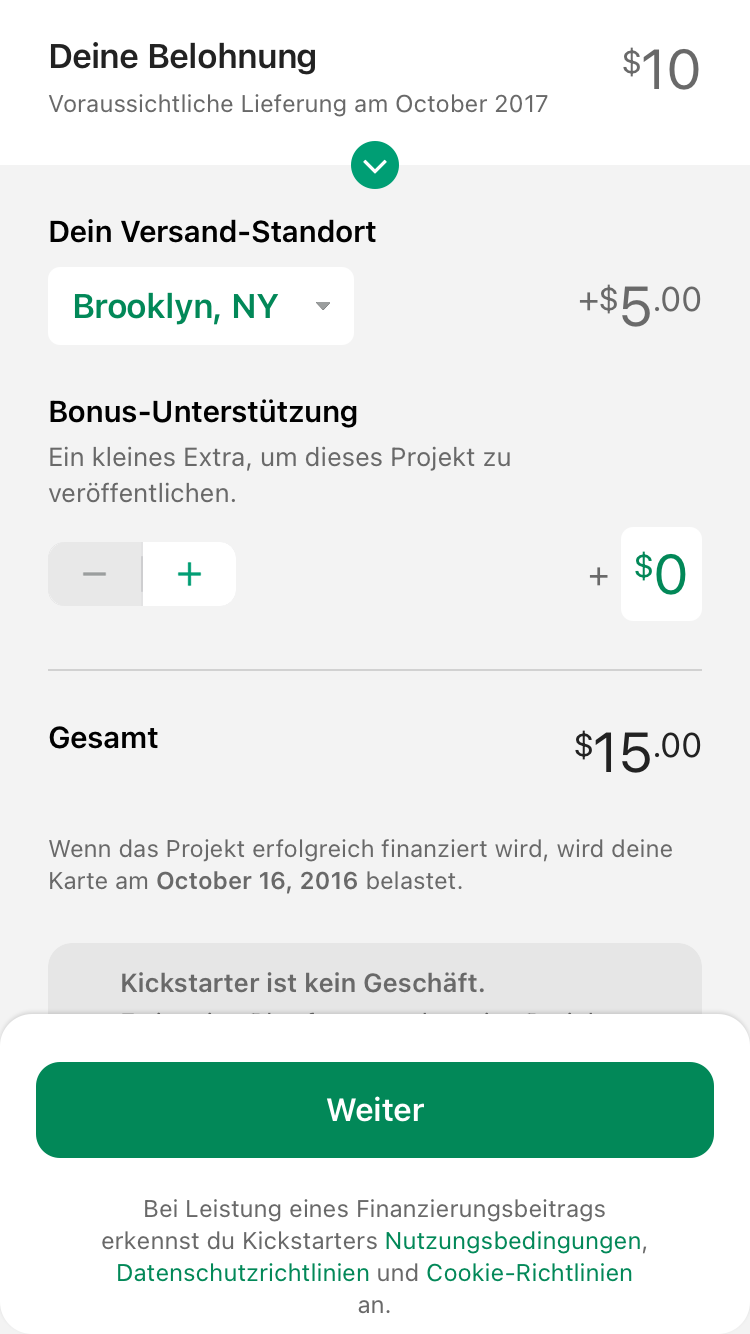 Deine Belohnung
$10
Voraussichtliche Lieferung am October 2017
Dein Versand-Standort
Brooklyn, NY
+$5.00
Bonus-Unterstützung
Ein kleines Extra, um dieses Projekt zu
veröffentlichen.
− +
+ $0
Gesamt
$15.00
Wenn das Projekt erfolgreich finanziert wird, wird deine
Karte am October 16, 2016 belastet.
Kickstarter ist kein Geschäft.
Weiter
Bei Leistung eines Finanzierungsbeitrags
erkennst du Kickstarters Nutzungsbedingungen,
Datenschutzrichtlinien und Cookie-Richtlinien
an.